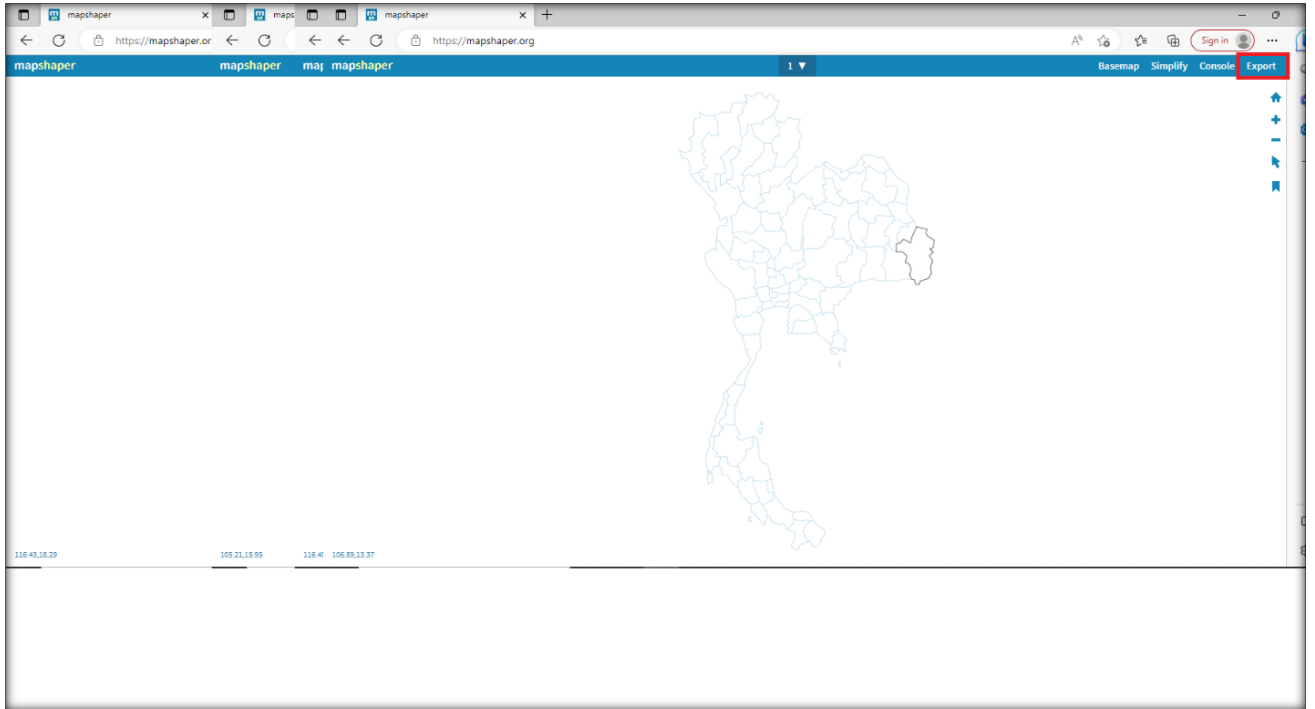 mapshaper maps mapshaper
https://mapshaper.or https://mapshaper.org Sign in
mapshaper mapshaper map mapshaper 1 ▼ Basemap Simplify Console Export
116.43,18.29 105.21,15.95 106.89,13.37